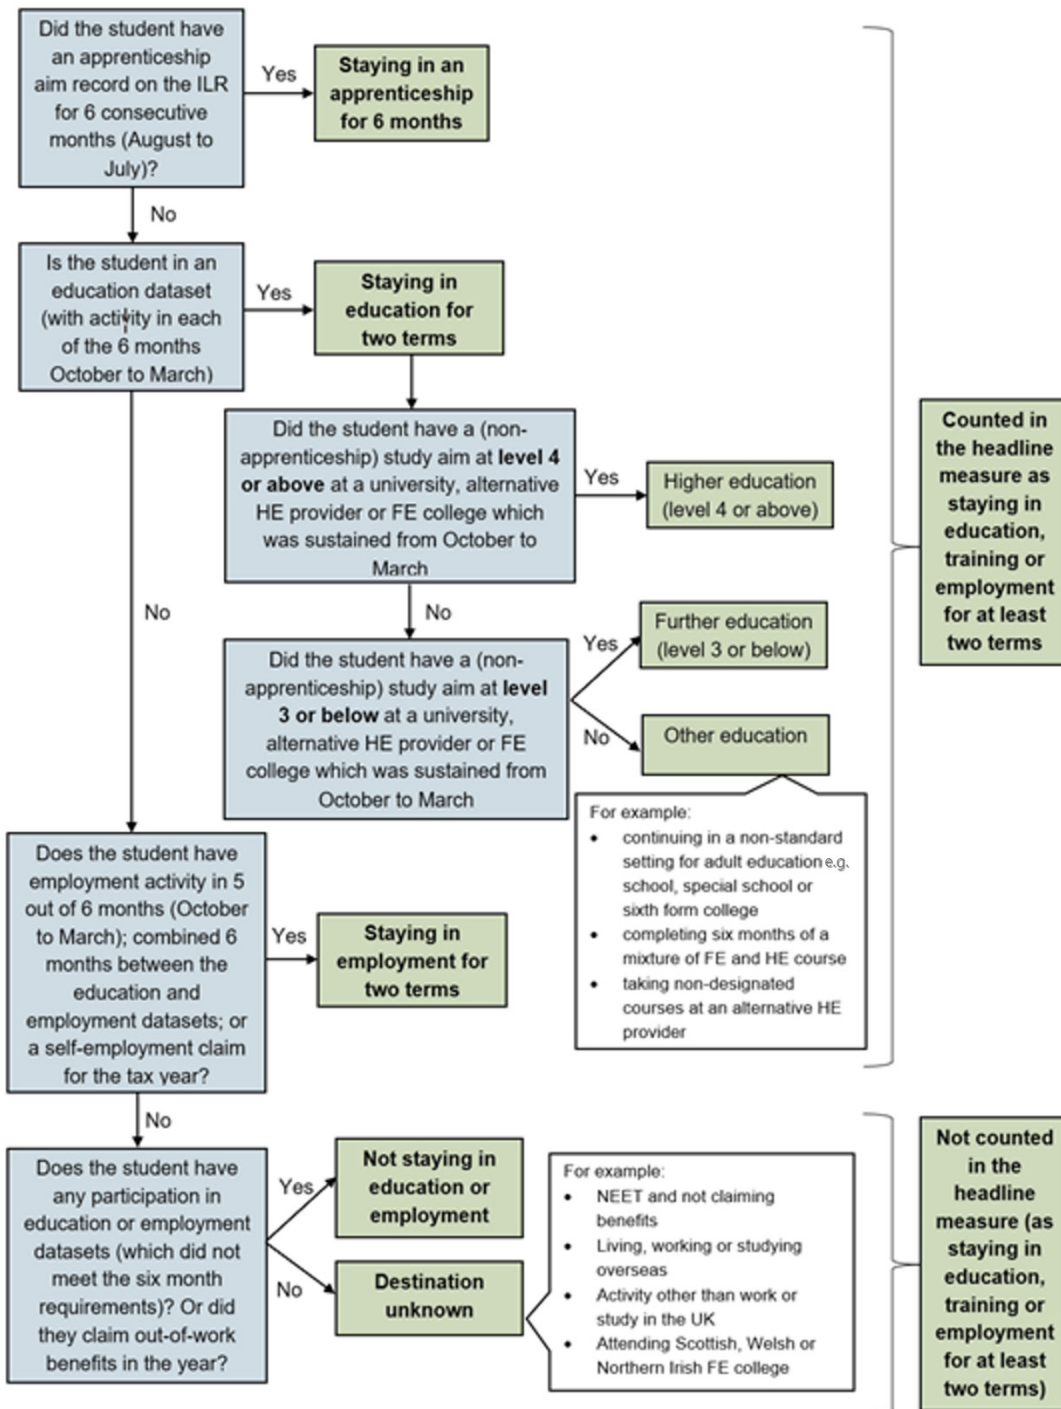 Did the student have
an apprenticeship
aim record on the ILR
for 6 consecutive
months (August to
July)?
Yes
Staying in an
apprenticeship
for 6 months
No
Is the student in an
education dataset
(with activity in each
of the 6 months
October to March)
Yes
Staying in
education for
two terms
Did the student have a (non-
apprenticeship) study aim at level 4
or above at a university, alternative
HE provider or FE college which
was sustained from October to
March
Yes
Higher education
(level 4 or above)
No
Did the student have a (non-
apprenticeship) study aim at level
3 or below at a university,
alternative HE provider or FE
college which was sustained from
October to March
Yes
Further education
(level 3 or below)
No
Other education
For example:
• continuing in a non-standard
setting for adult education e.g.
school, special school or
sixth form college
• completing six months of a
mixture of FE and HE course
• taking non-designated
courses at an alternative HE
provider
No
Does the student have
employment activity in 5
out of 6 months (October
to March); combined 6
months between the
education and
employment datasets; or
a self-employment claim
for the tax year?
Yes
Staying in
employment for
two terms
Counted in
the headline
measure as
staying in
education,
training or
employment
for at least
two terms
No
Does the student have
any participation in
education or employment
datasets (which did not
meet the six month
requirements)? Or did
they claim out-of-work
benefits in the year?
Yes
Not staying in
education or
employment
No
Destination
unknown
For example:
• NEET and not claiming
benefits
• Living, working or studying
overseas
• Activity other than work or
study in the UK
• Attending Scottish, Welsh or
Northern Irish FE college
Not counted
in the
headline
measure (as
staying in
education,
training or
employment
for at least
two terms)